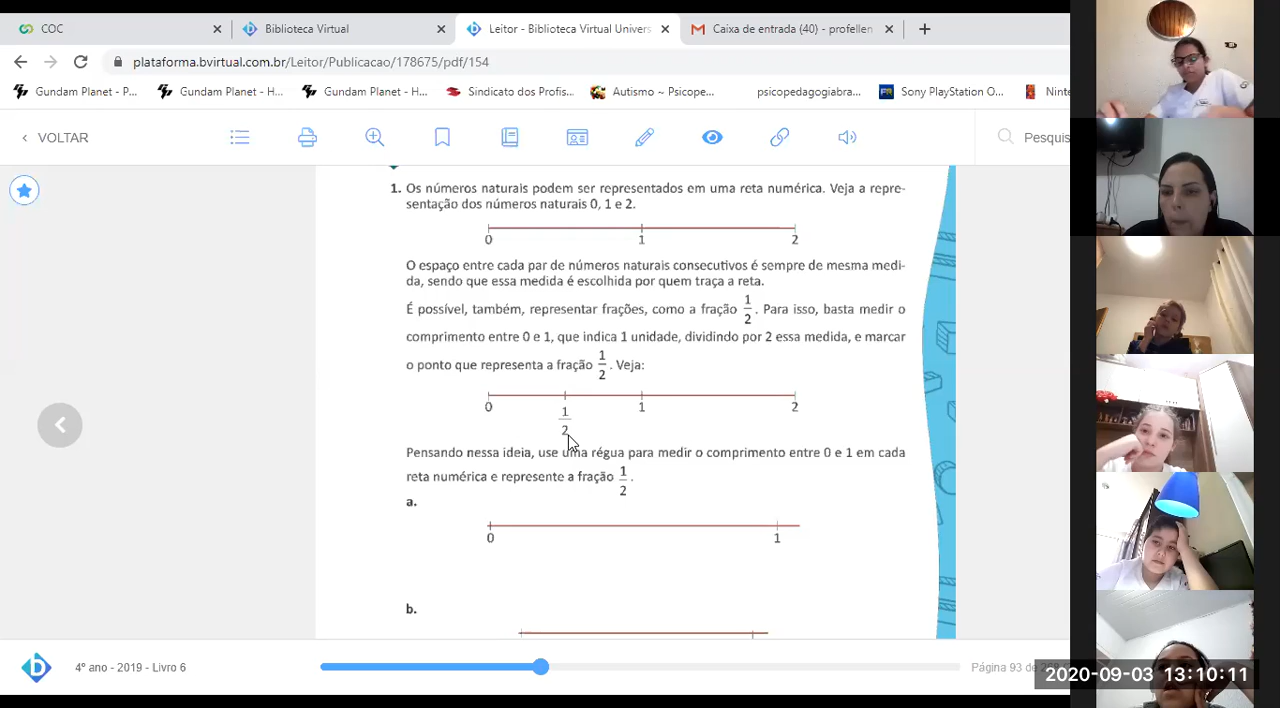 COC
Biblioteca Virtual
Leitor - Biblioteca Virtual Univers
Caixa de entrada (40) - profellen
plataforma.bvirtual.com.br/Leitor/Publicacao/178675/pdf/154
Gundam Planet - P...
Gundam Planet - H...
Gundam Planet - H...
Sindicato dos Profis...
Autismo ~ Psicope...
psicopedagogiabra...
Sony PlayStation O...
Ninte
VOLTAR
Pesquis
1. Os números naturais podem ser representados em uma reta numérica. Veja a repre-
sentação dos números naturais 0, 1 e 2.
0 1 2
O espaço entre cada par de números naturais consecutivos é sempre de mesma medi-
da, sendo que essa medida é escolhida por quem traça a reta.
É possível, também, representar frações, como a fração 1/2. Para isso, basta medir o
comprimento entre 0 e 1, que indica 1 unidade, dividindo por 2 essa medida, e marcar
o ponto que representa a fração 1/2. Veja:
0 1/2 1 2
Pensando nessa ideia, use uma régua para medir o comprimento entre 0 e 1 em cada
reta numérica e represente a fração 1/2.
a.
0 1
b.
4º ano - 2019 - Livro 6
Página 93 de
2020-09-03 13:10:11